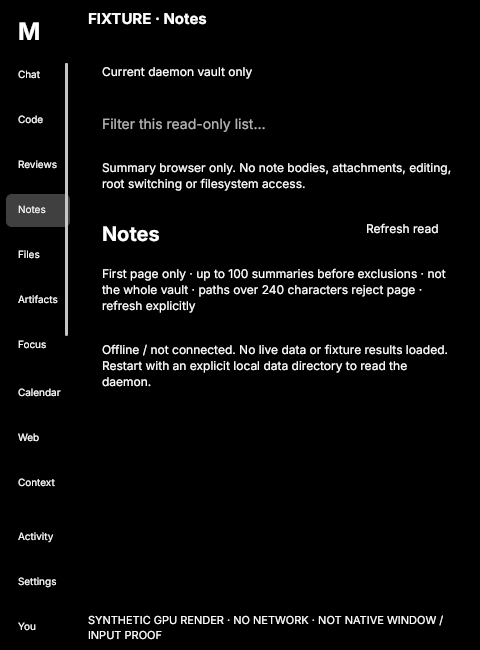 M
FIXTURE · Notes
Chat
Code
Reviews
Notes
Files
Artifacts
Focus
Calendar
Web
Context
Activity
Settings
You
Current daemon vault only
Filter this read-only list...
Summary browser only. No note bodies, attachments, editing,
root switching or filesystem access.
Notes
Refresh read
First page only · up to 100 summaries before exclusions · not
the whole vault · paths over 240 characters reject page ·
refresh explicitly
Offline / not connected. No live data or fixture results loaded.
Restart with an explicit local data directory to read the
daemon.
SYNTHETIC GPU RENDER · NO NETWORK · NOT NATIVE WINDOW /
INPUT PROOF